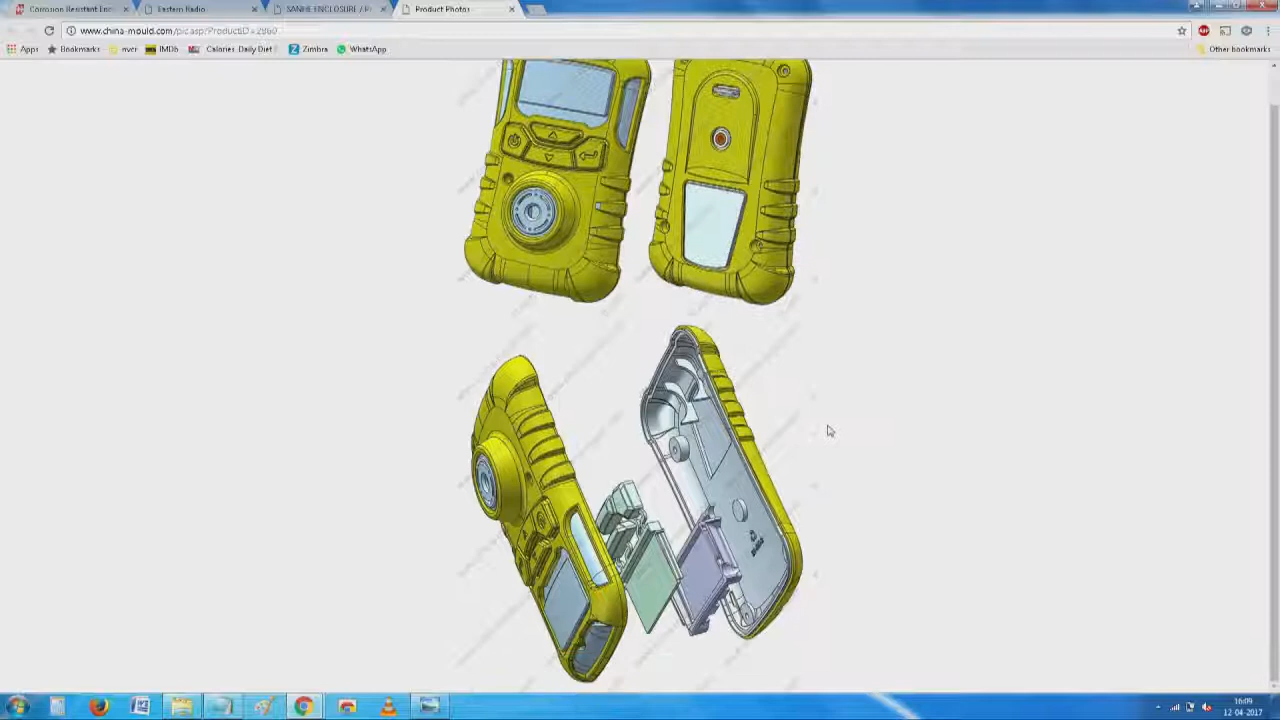 Corrosion Resistant Enc
Eastern Radio
SANHE ENCLOSURE / P
Product Photos
www.china-mould.com/pic.asp?ProductID=2860
Apps
Bookmarks
nver
IMDb
Calories Daily Diet
Zimbra
WhatsApp
Other bookmarks
16:09
12-04-2017